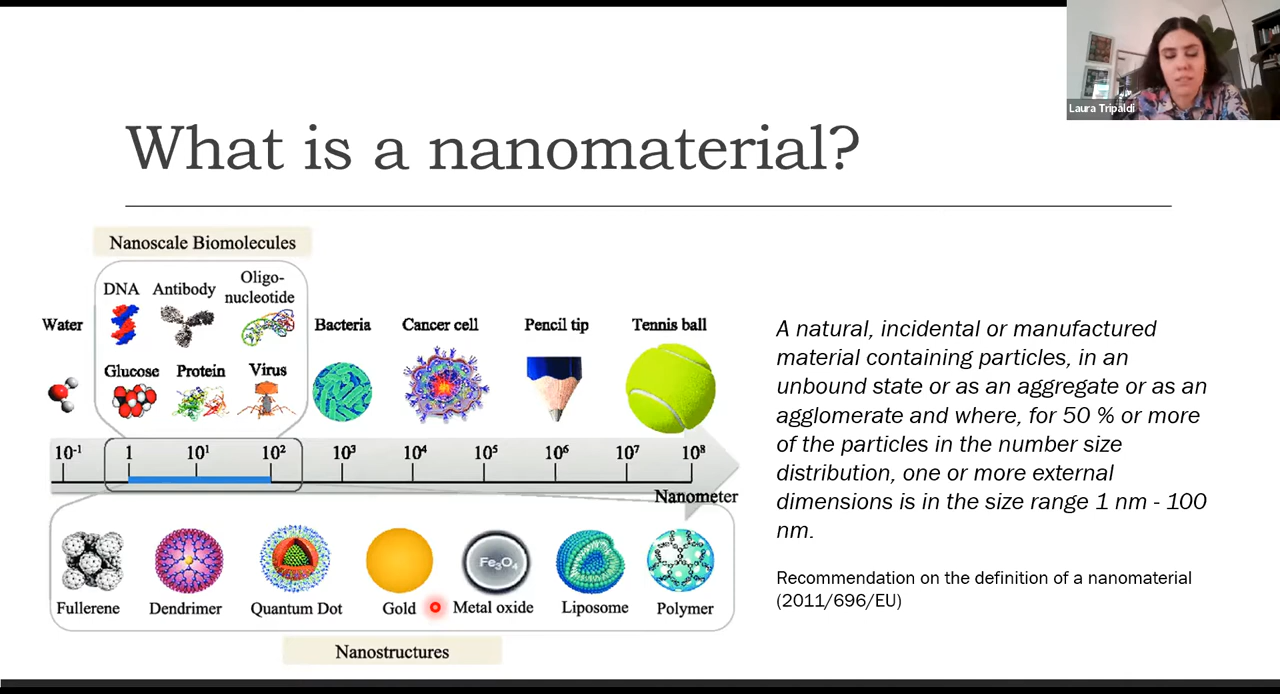 Laura Tripaldi
What is a nanomaterial?
Nanoscale Biomolecules
DNA
Antibody
Oligo-
nucleotide
Water
Glucose
Protein
Virus
Bacteria
Cancer cell
Pencil tip
Tennis ball
10⁻¹ 1 10¹ 10² 10³ 10⁴ 10⁵ 10⁶ 10⁷ 10⁸
Nanometer
Fe₃O₄
Fullerene
Dendrimer
Quantum Dot
Gold
Metal oxide
Liposome
Polymer
Nanostructures
A natural, incidental or manufactured
material containing particles, in an
unbound state or as an aggregate or as an
agglomerate and where, for 50 % or more
of the particles in the number size
distribution, one or more external
dimensions is in the size range 1 nm - 100
nm.
Recommendation on the definition of a nanomaterial
(2011/696/EU)